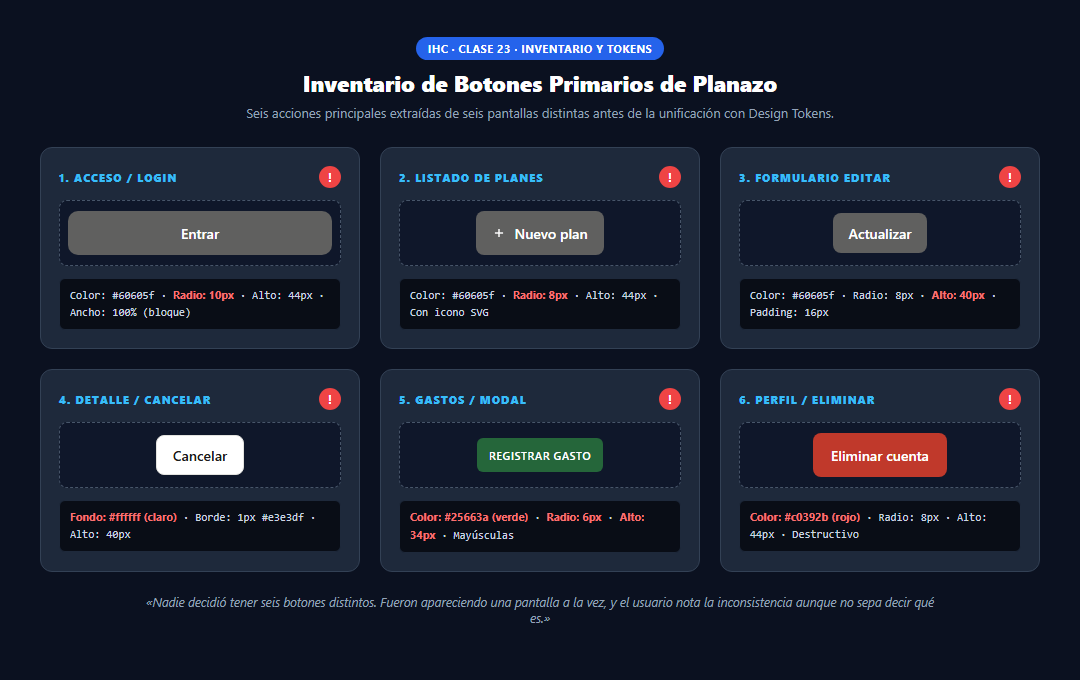 IHC · CLASE 23 · INVENTARIO Y TOKENS
Inventario de Botones Primarios de Planazo
Seis acciones principales extraídas de seis pantallas distintas antes de la unificación con Design Tokens.
1. ACCESO / LOGIN
!
Entrar
Color: #60605f · Radio: 10px · Alto: 44px ·
Ancho: 100% (bloque)
2. LISTADO DE PLANES
!
+ Nuevo plan
Color: #60605f · Radio: 8px · Alto: 44px ·
Con icono SVG
3. FORMULARIO EDITAR
!
Actualizar
Color: #60605f · Radio: 8px · Alto: 40px ·
Padding: 16px
4. DETALLE / CANCELAR
!
Cancelar
Fondo: #ffffff (claro) · Borde: 1px #e3e3df ·
Alto: 40px
5. GASTOS / MODAL
!
REGISTRAR GASTO
Color: #25663a (verde) · Radio: 6px · Alto:
34px · Mayúsculas
6. PERFIL / ELIMINAR
!
Eliminar cuenta
Color: #c0392b (rojo) · Radio: 8px · Alto:
44px · Destructivo
«Nadie decidió tener seis botones distintos. Fueron apareciendo una pantalla a la vez, y el usuario nota la inconsistencia aunque no sepa decir qué
es.»